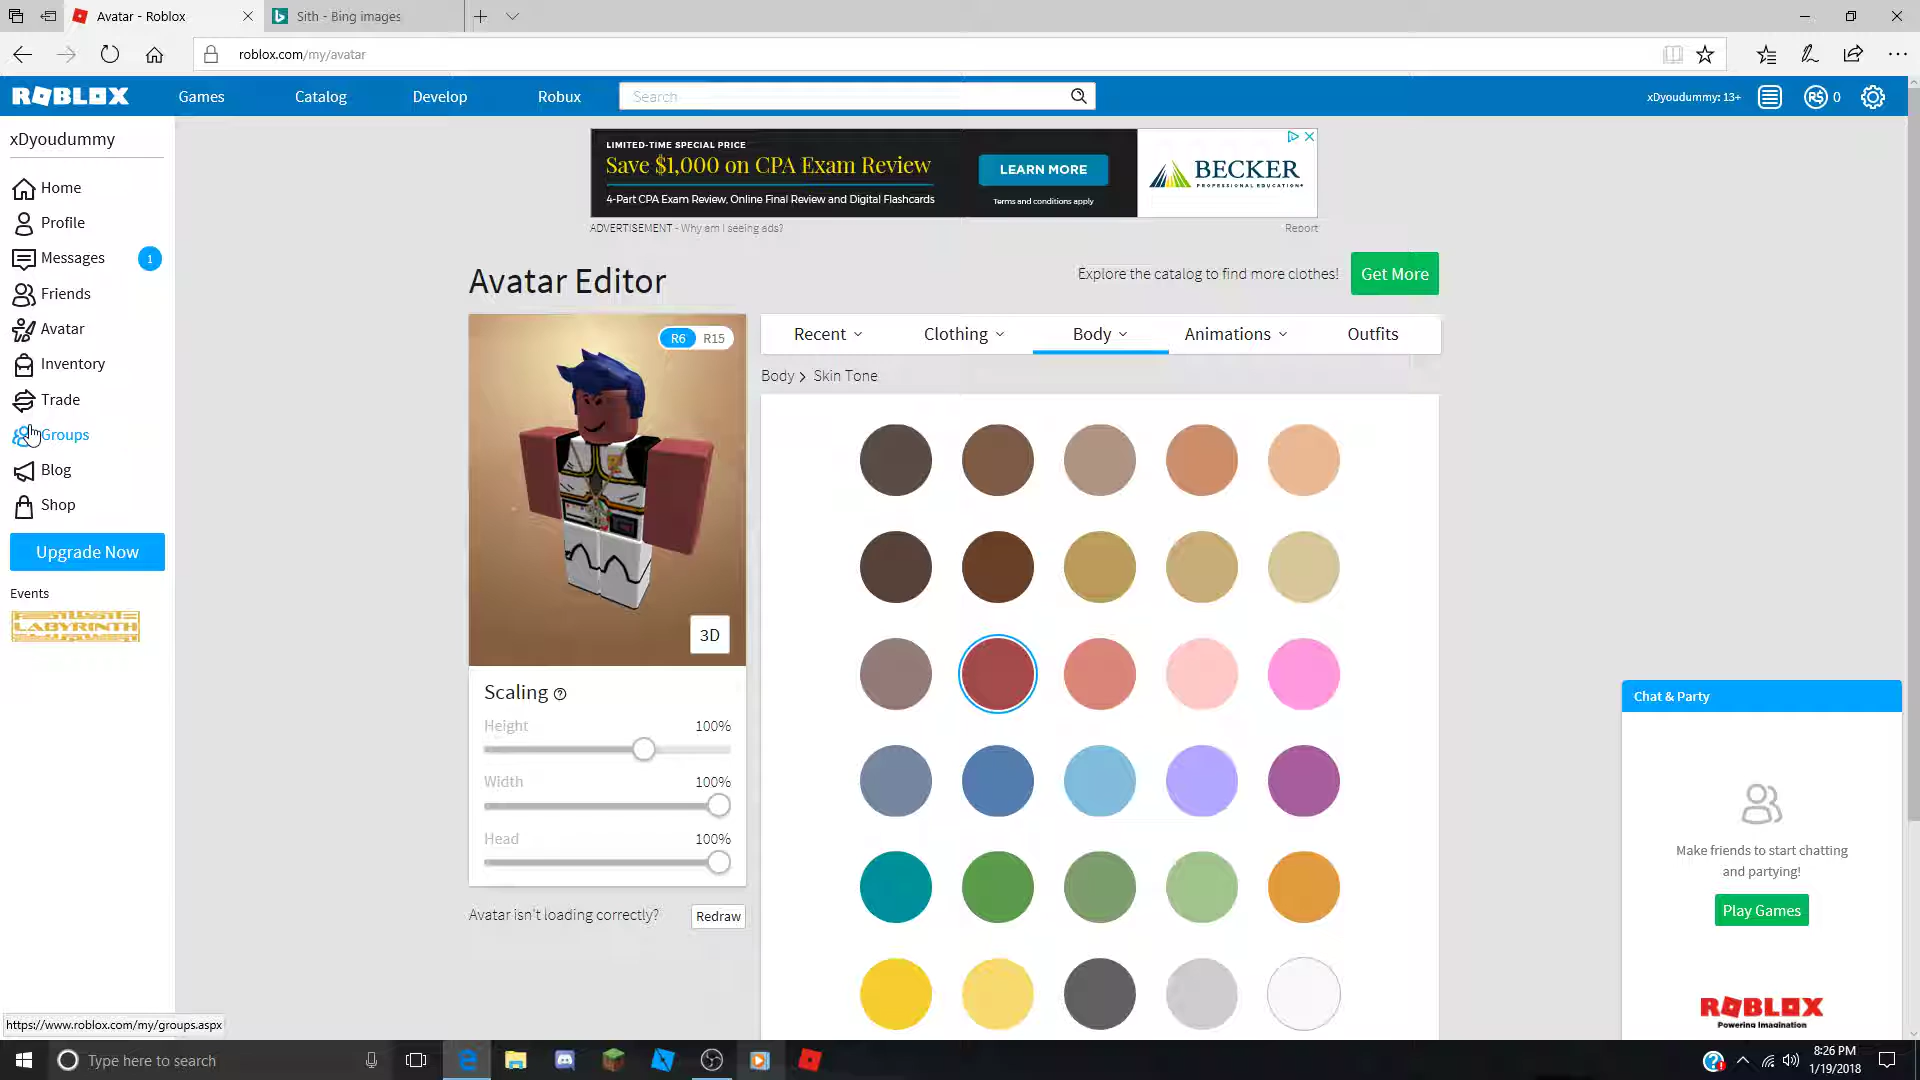 Avatar - Roblox
Sith - Bing images
roblox.com/my/avatar
ROBLOX
Games
Catalog
Develop
Robux
Search
xDyoudummy: 13+
R$ 0
xDyoudummy
Home
Profile
Messages
1
Friends
Avatar
Inventory
Trade
Groups
Blog
Shop
Upgrade Now
Events
LABYRINTH
LIMITED-TIME SPECIAL PRICE
Save $1,000 on CPA Exam Review
4-Part CPA Exam Review, Online Final Review and Digital Flashcards
LEARN MORE
Terms and conditions apply
BECKER
PROFESSIONAL EDUCATION
ADVERTISEMENT - Why am I seeing ads?
Report
Avatar Editor
Explore the catalog to find more clothes!
Get More
R6
R15
3D
Recent
Clothing
Body
Animations
Outfits
Body > Skin Tone
Scaling
Height
100%
Width
100%
Head
100%
Avatar isn't loading correctly?
Redraw
Chat & Party
Make friends to start chatting
and partying!
Play Games
ROBLOX
Powering Imagination
https://www.roblox.com/my/groups.aspx
Type here to search
8:26 PM
1/19/2018